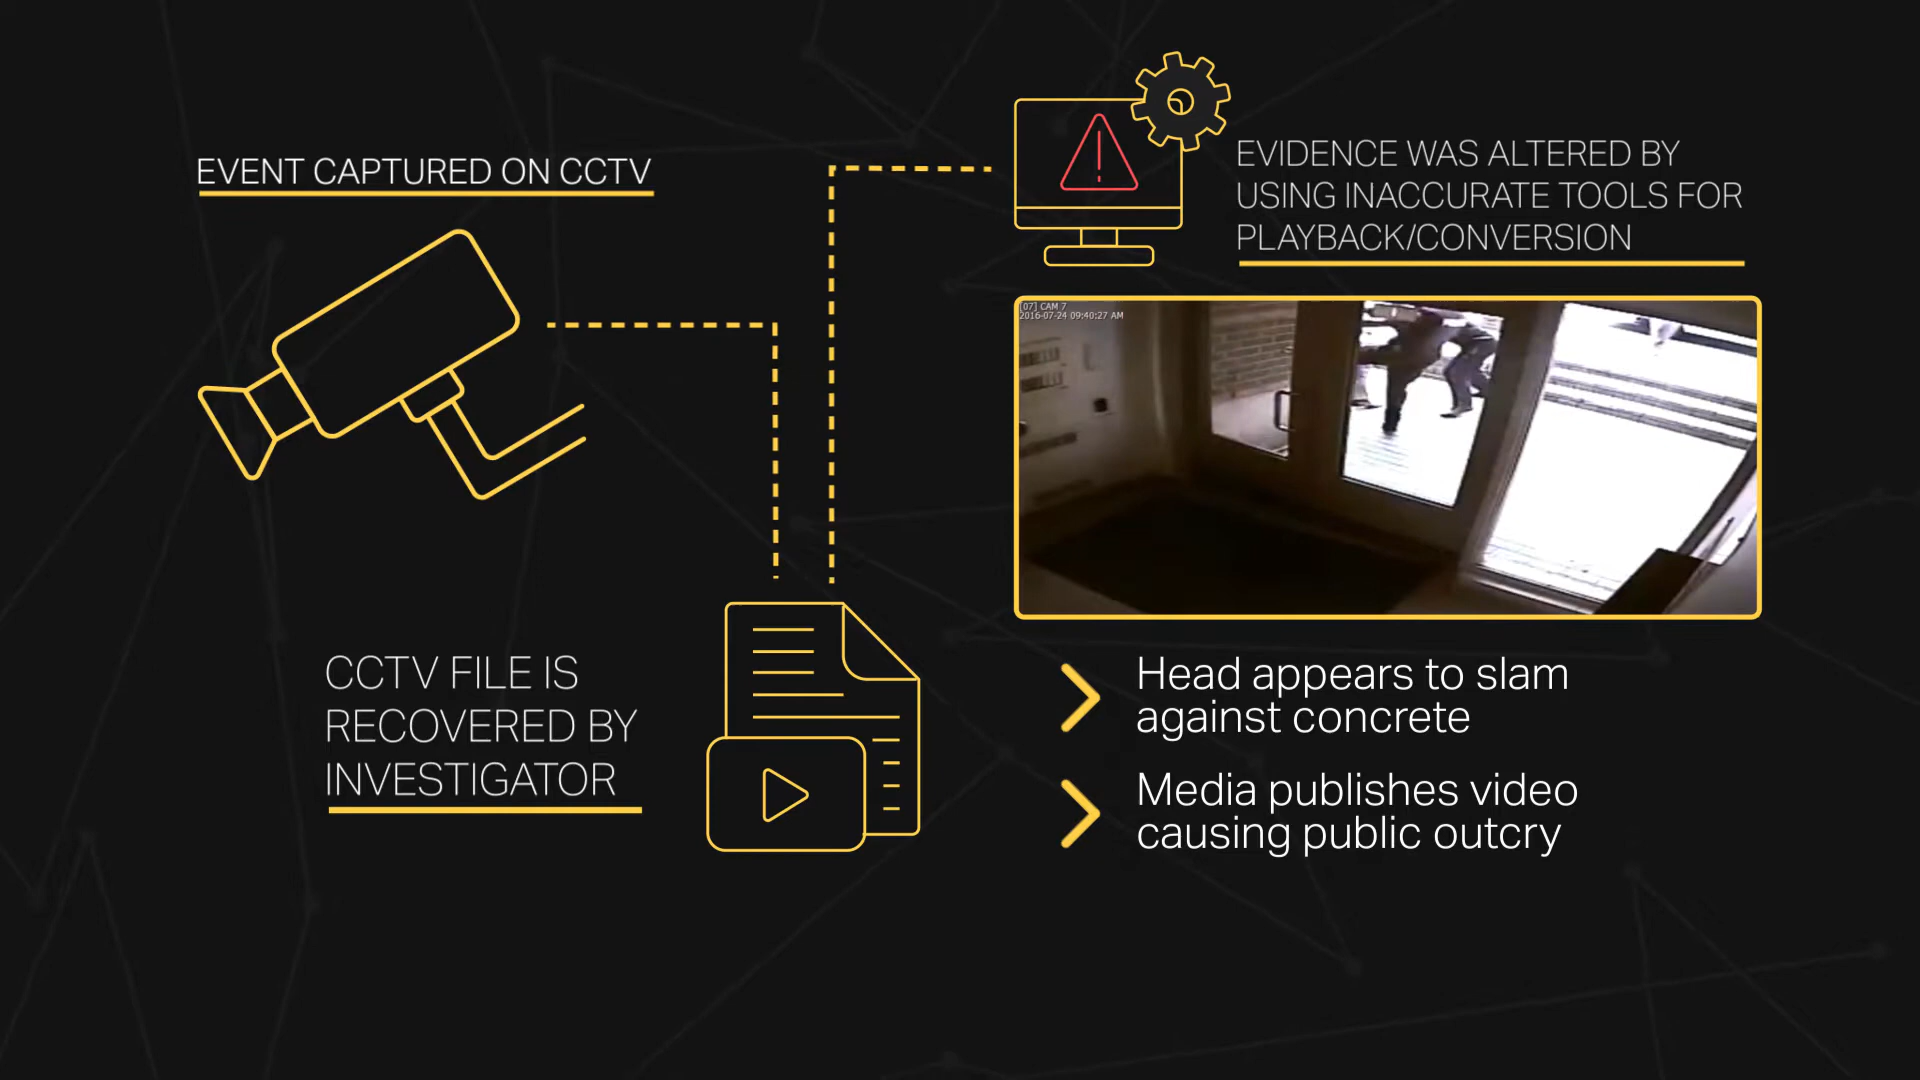 EVENT CAPTURED ON CCTV
CCTV FILE IS
RECOVERED BY
INVESTIGATOR
EVIDENCE WAS ALTERED BY
USING INACCURATE TOOLS FOR
PLAYBACK/CONVERSION
[07] CAM 7
2016-07-24 09:40:27 AM
Head appears to slam
against concrete
Media publishes video
causing public outcry